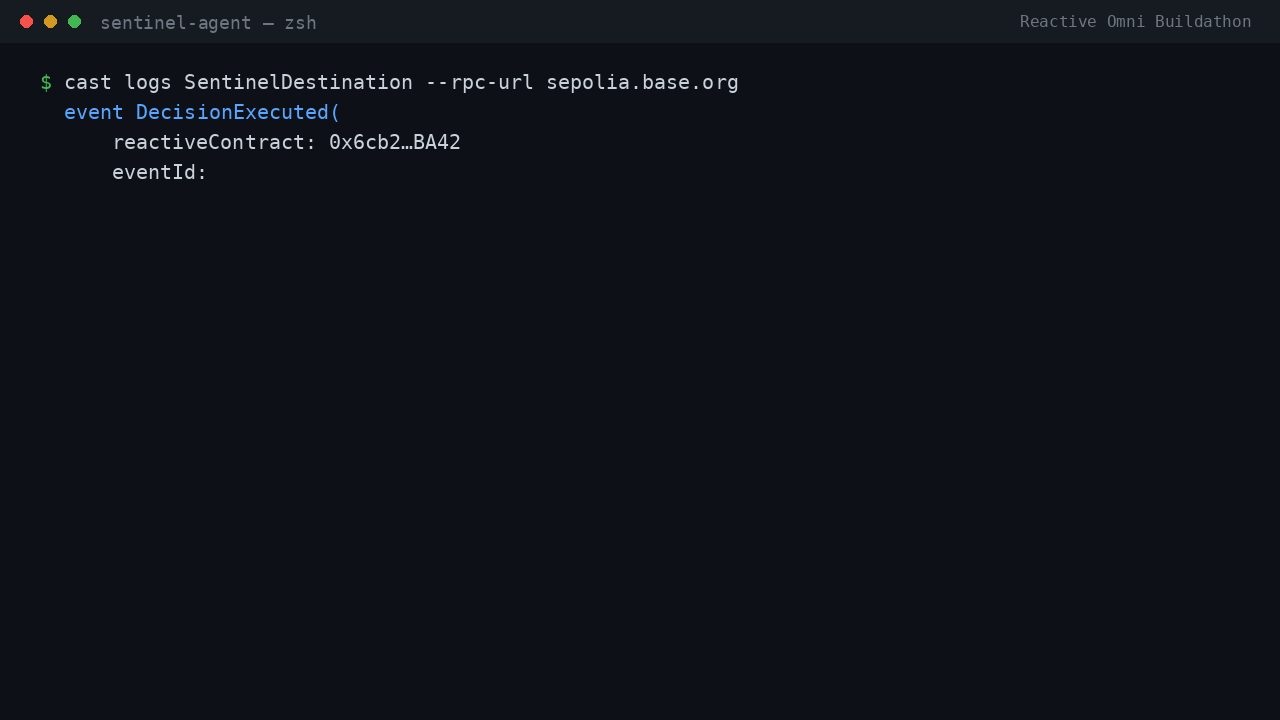 sentinel-agent — zsh
Reactive Omni Buildathon
$ cast logs SentinelDestination --rpc-url sepolia.base.org
event DecisionExecuted(
reactiveContract: 0x6cb2…BA42
eventId: